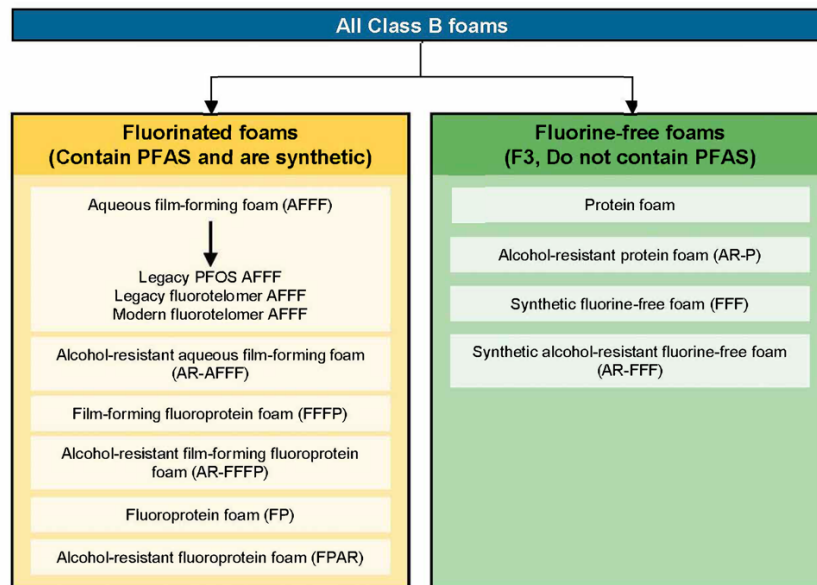 All Class B foams
Fluorinated foams
(Contain PFAS and are synthetic)
Aqueous film-forming foam (AFFF)
Legacy PFOS AFFF
Legacy fluorotelomer AFFF
Modern fluorotelomer AFFF
Alcohol-resistant aqueous film-forming foam
(AR-AFFF)
Film-forming fluoroprotein foam (FFFP)
Alcohol-resistant film-forming fluoroprotein
foam (AR-FFFP)
Fluoroprotein foam (FP)
Alcohol-resistant fluoroprotein foam (FPAR)
Fluorine-free foams
(F3, Do not contain PFAS)
Protein foam
Alcohol-resistant protein foam (AR-P)
Synthetic fluorine-free foam (FFF)
Synthetic alcohol-resistant fluorine-free foam
(AR-FFF)